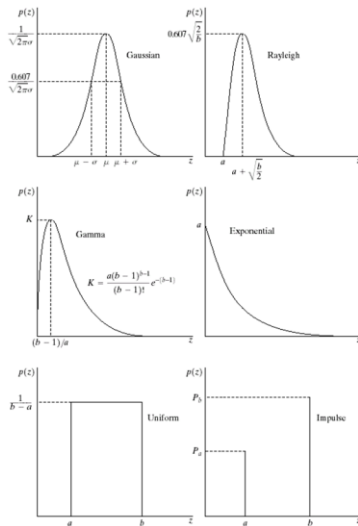 p(z)
1/√2πσ
0.607/√2πσ
Gaussian
μ − σ μ μ + σ z
p(z)
0.607√2/b
Rayleigh
a
a + √b/2
z
p(z)
K
Gamma
K = a(b − 1)^(b−1)/(b − 1)! e^−(b−1)
(b − 1)/a
z
p(z)
a
Exponential
z
p(z)
1/b − a
Uniform
a b z
p(z)
P_b
P_a
Impulse
a b z